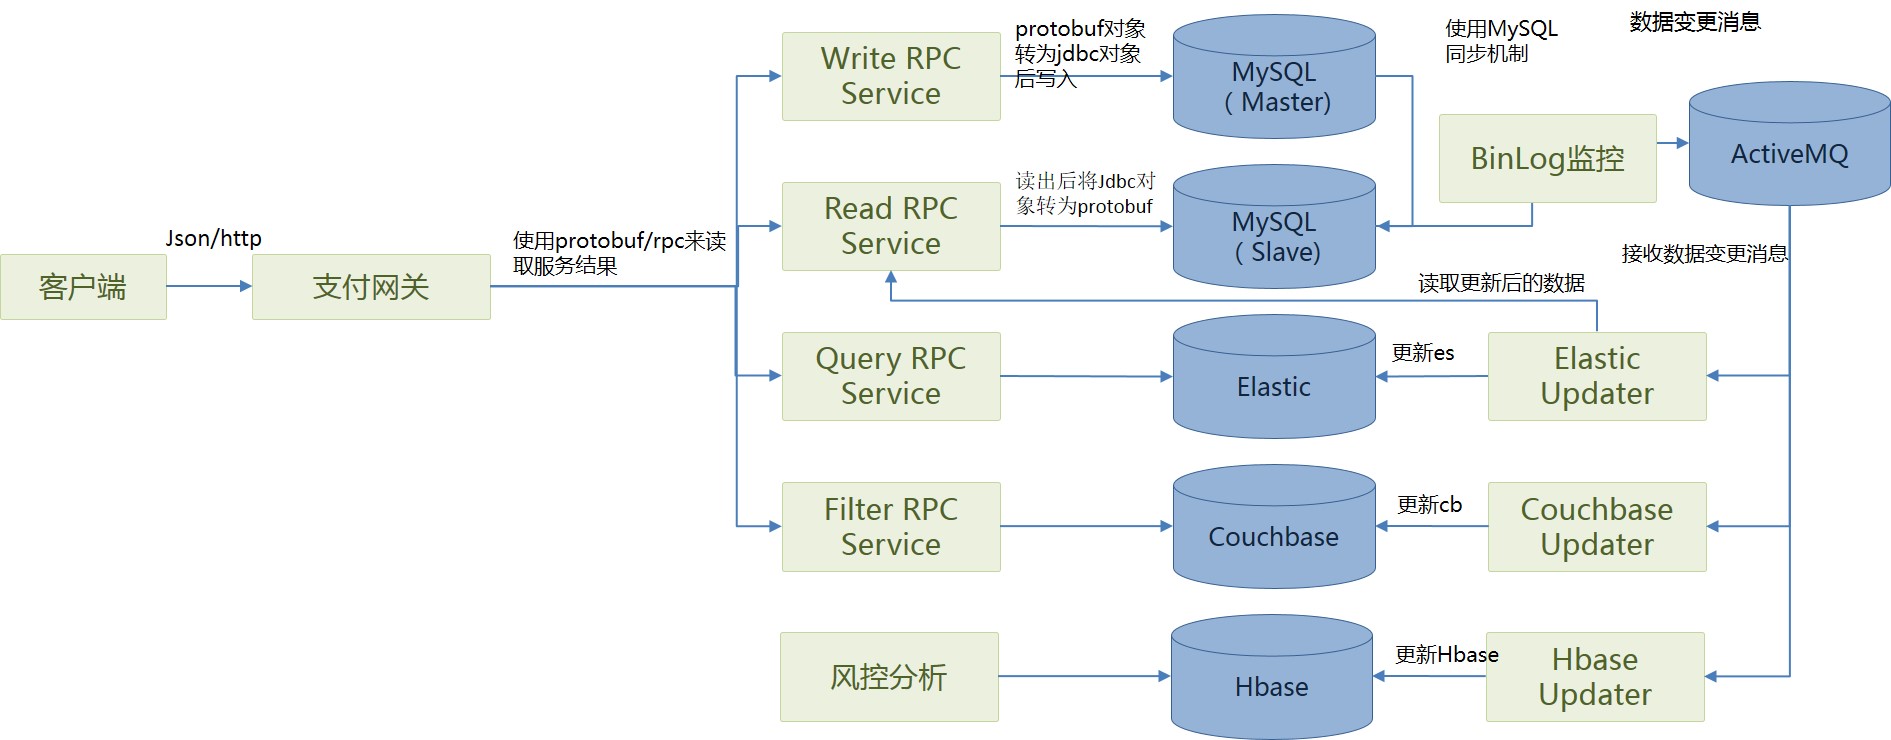 Write RPC
Service
protobuf对象
转为jdbc对象
后写入
MySQL
( Master)
使用MySQL
同步机制
数据变更消息
BinLog监控
ActiveMQ
Read RPC
Service
读出后将Jdbc对
象转为protobuf
MySQL
( Slave)
接收数据变更消息
Json/http
使用protobuf/rpc来读
取服务结果
客户端
支付网关
读取更新后的数据
Query RPC
Service
Elastic
更新es
Elastic
Updater
Filter RPC
Service
Couchbase
更新cb
Couchbase
Updater
风控分析
Hbase
更新Hbase
Hbase
Updater